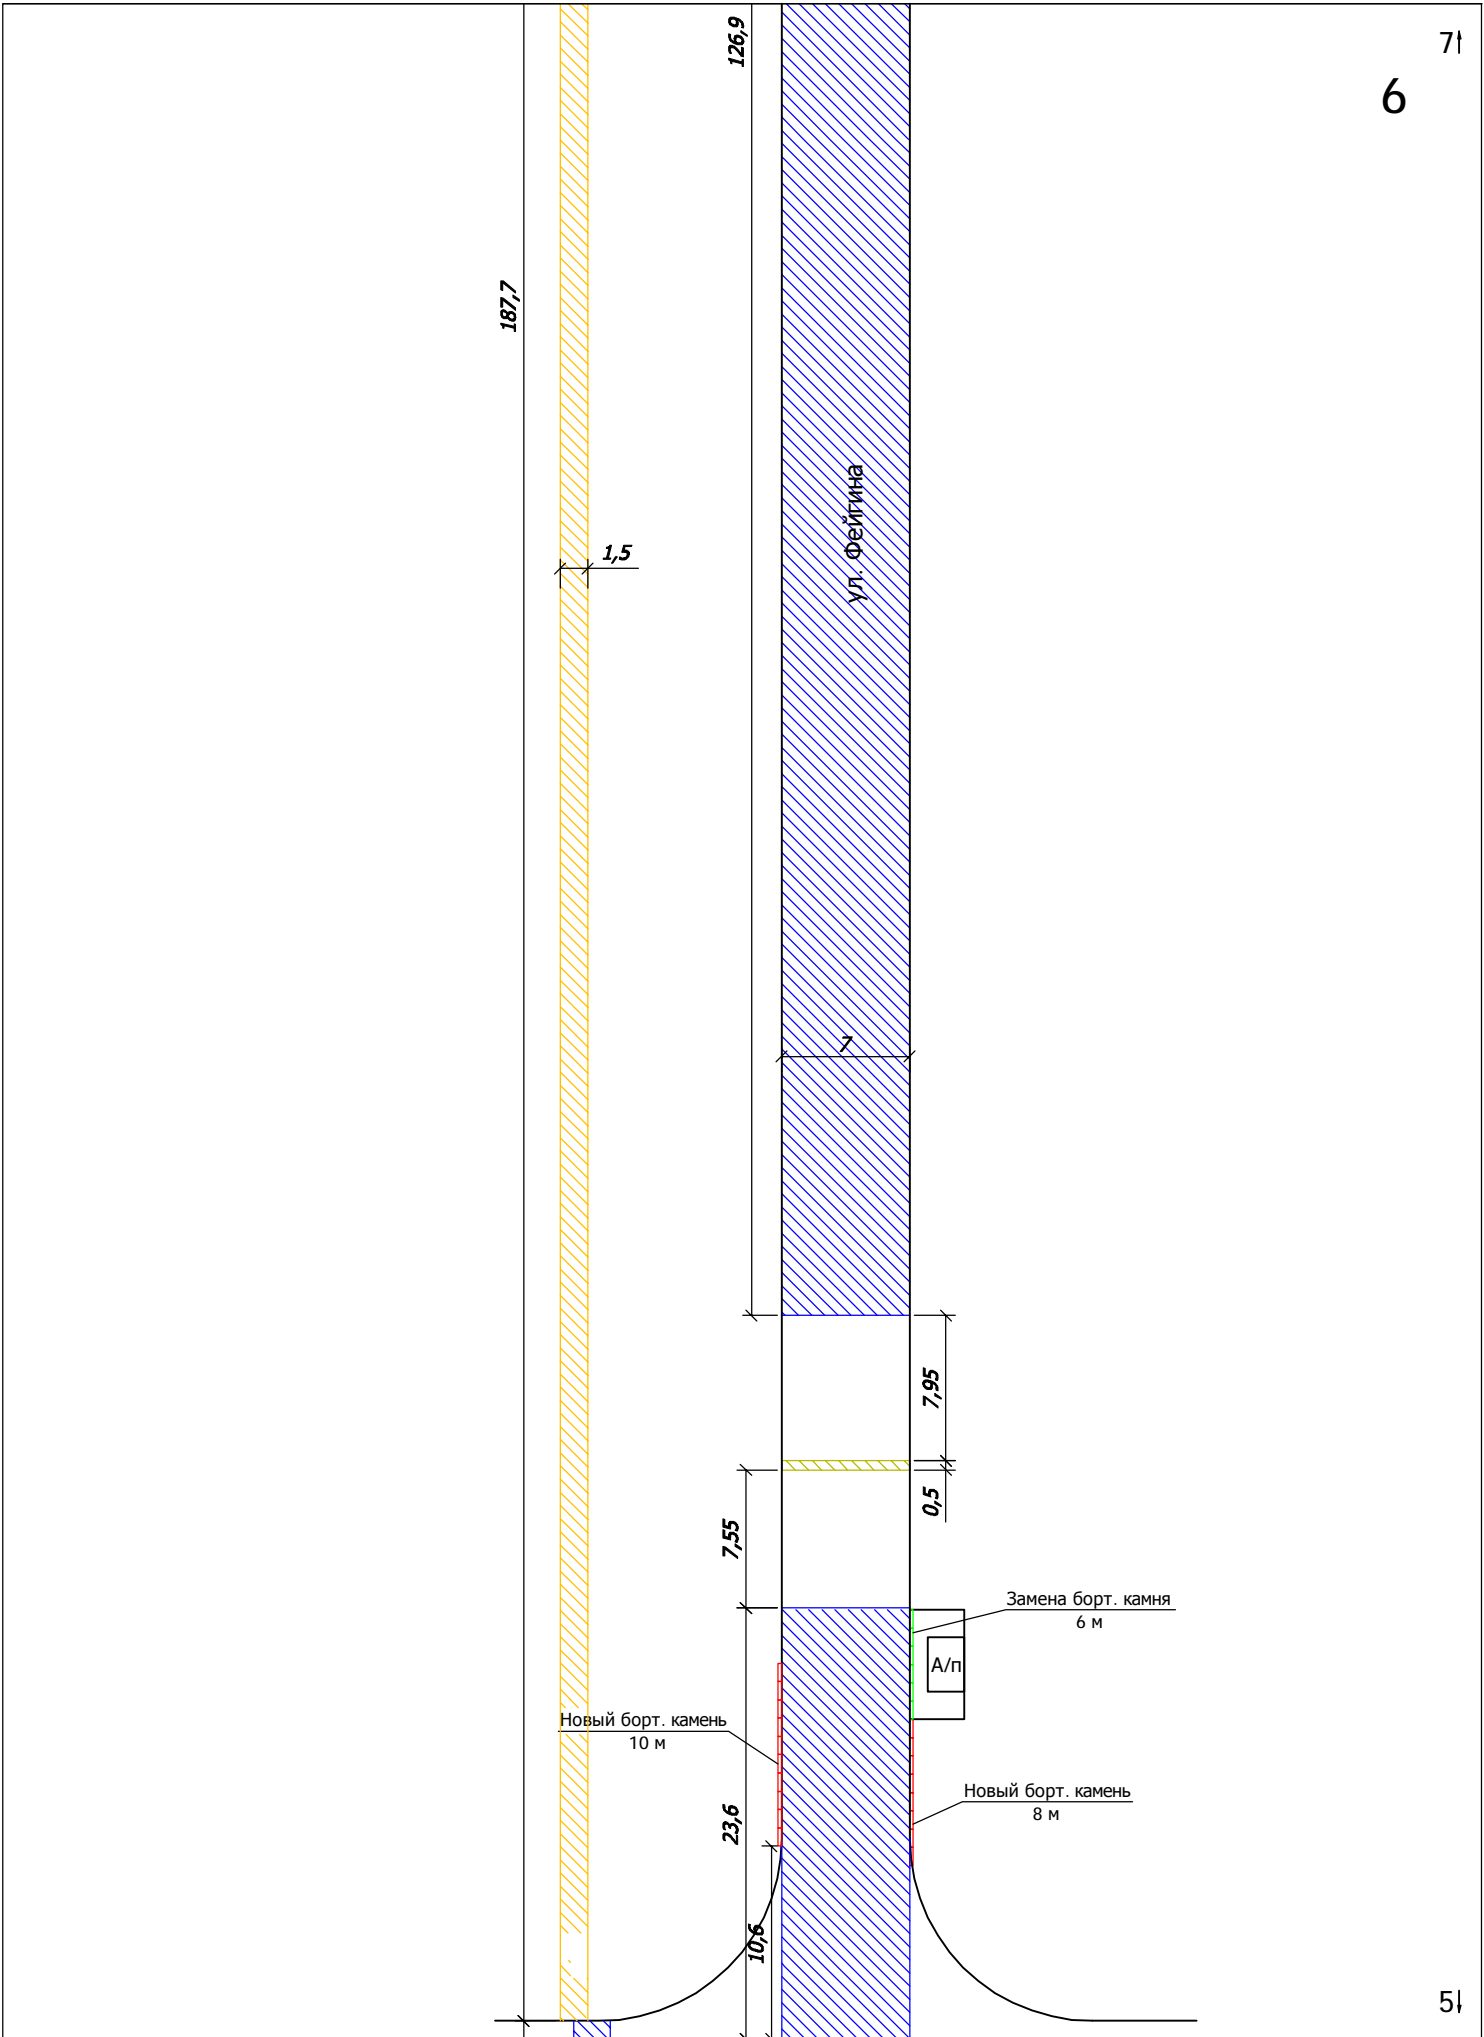 126,9
7
6
187,7
ул. Фейгина
1,5
7
7,95
0,5
7,55
Замена борт. камня
6 м
А/п
Новый борт. камень
10 м
Новый борт. камень
8 м
23,6
10,6
5